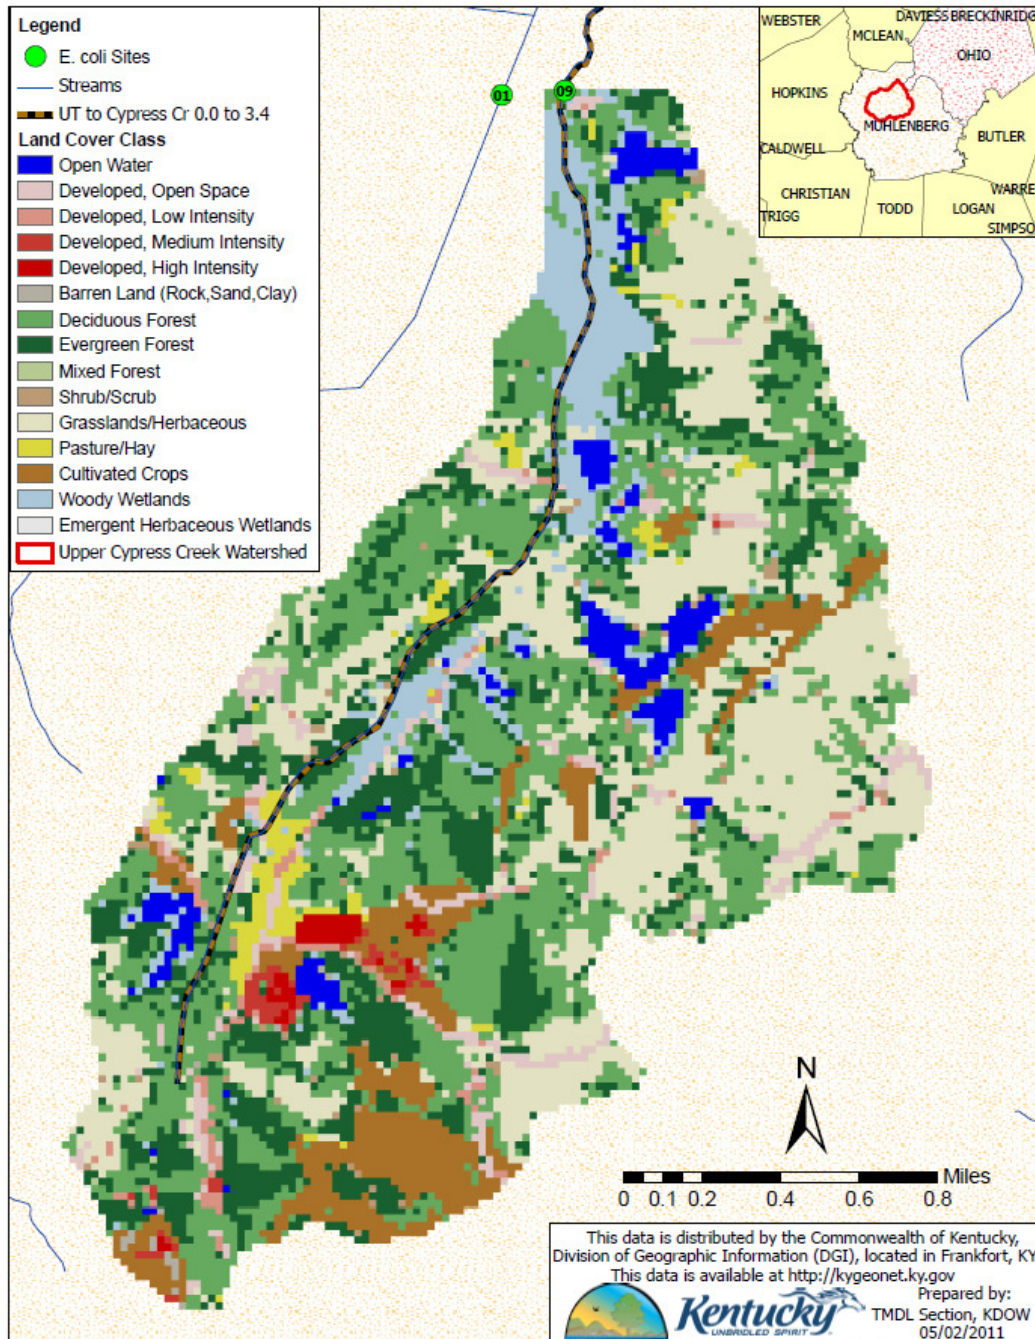 Legend
E. coli Sites
Streams
UT to Cypress Cr 0.0 to 3.4
Land Cover Class
Open Water
Developed, Open Space
Developed, Low Intensity
Developed, Medium Intensity
Developed, High Intensity
Barren Land (Rock,Sand,Clay)
Deciduous Forest
Evergreen Forest
Mixed Forest
Shrub/Scrub
Grasslands/Herbaceous
Pasture/Hay
Cultivated Crops
Woody Wetlands
Emergent Herbaceous Wetlands
Upper Cypress Creek Watershed
01
09
WEBSTER
DAVIESS BRECKINRIDG
MCLEAN
OHIO
HOPKINS
MUHLENBERG
BUTLER
CALDWELL
CHRISTIAN
WARRE
TRIGG
TODD
LOGAN
SIMPSO
N
Miles
0 0.1 0.2 0.4 0.6 0.8
This data is distributed by the Commonwealth of Kentucky,
Division of Geographic Information (DGI), located in Frankfort, KY
This data is available at http://kygeonet.ky.gov
Kentucky
UNBRIDLED SPIRIT
Prepared by:
TMDL Section, KDOW
05/02/2011